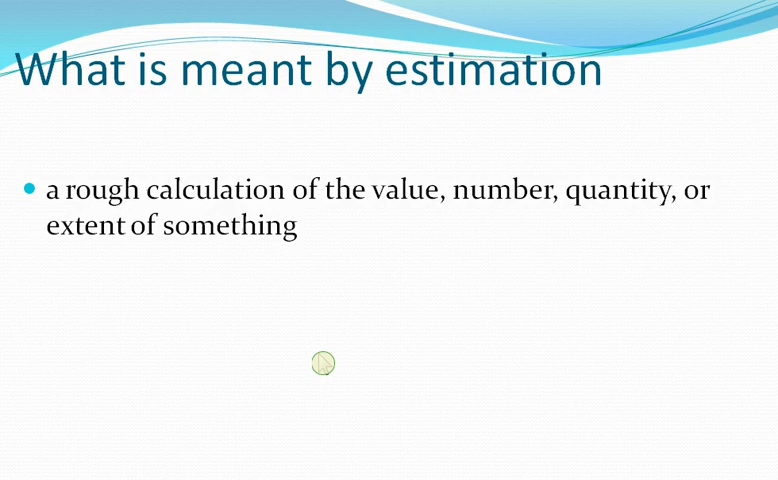 What is meant by estimation
a rough calculation of the value, number, quantity, or
extent of something